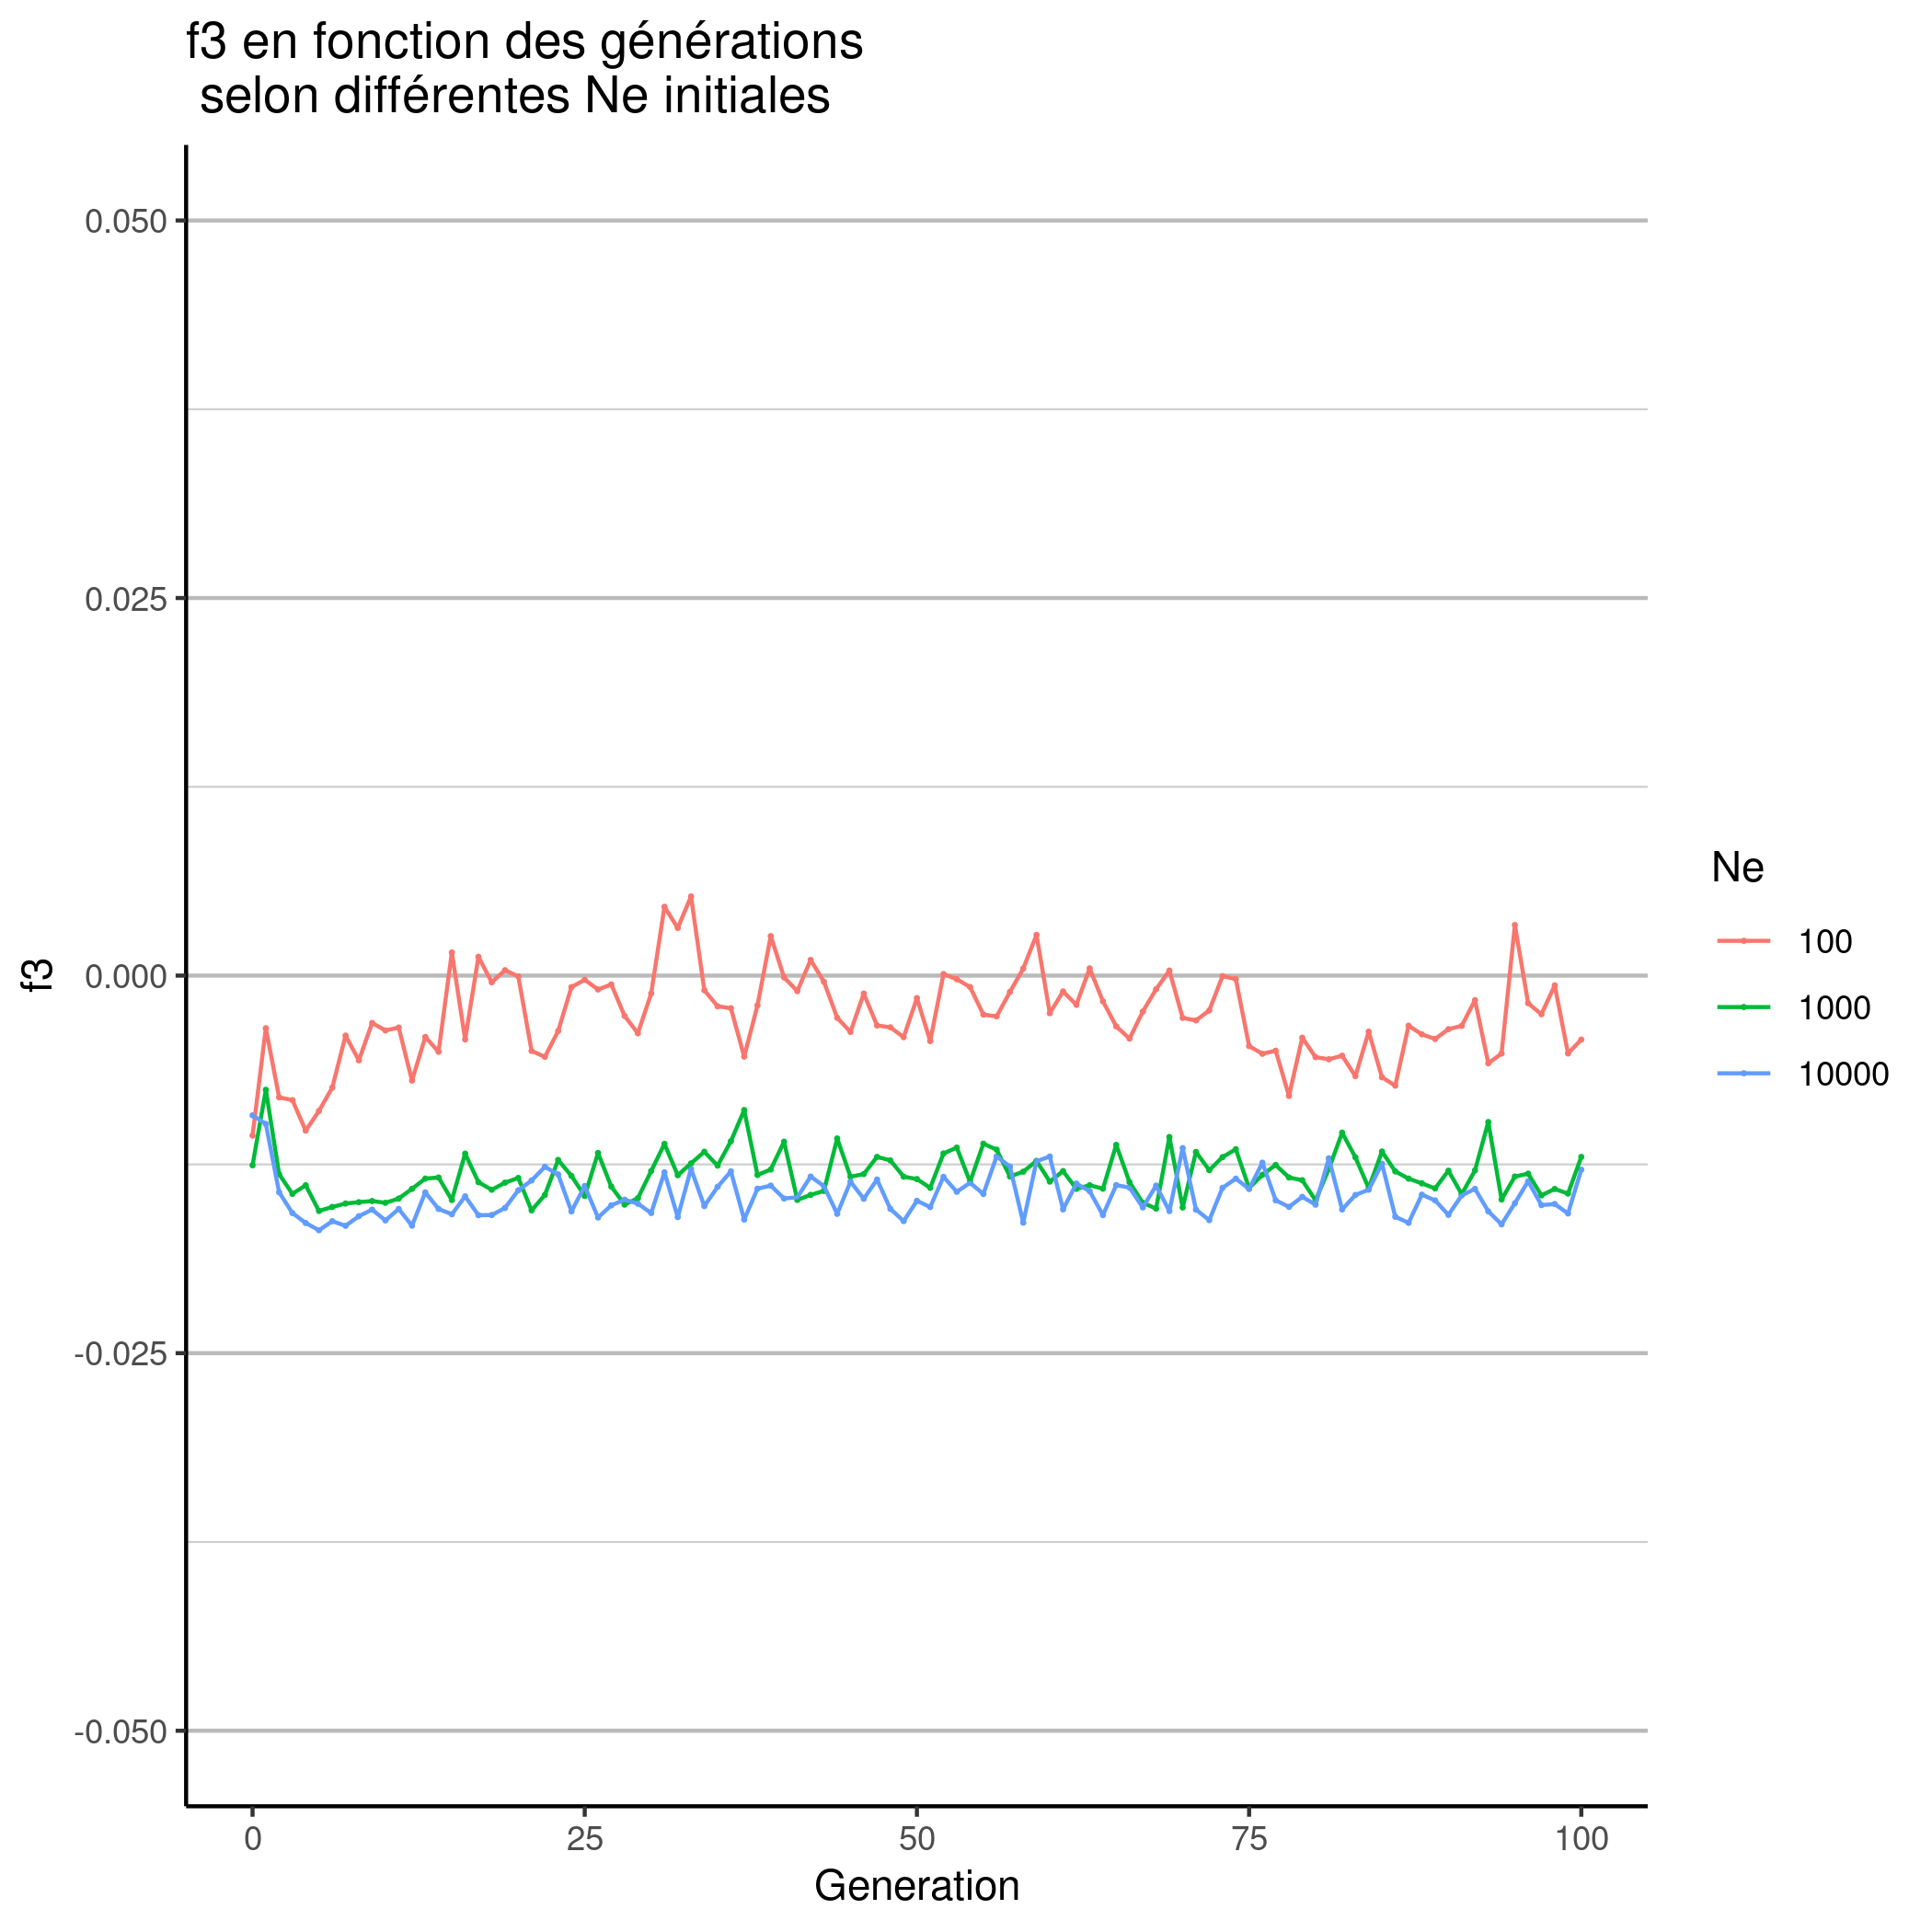 f3 en fonction des générations
selon différentes Ne initiales
0.050
0.025
0.000
-0.025
-0.050
f3
0
25
50
75
100
Generation
Ne
100
1000
10000